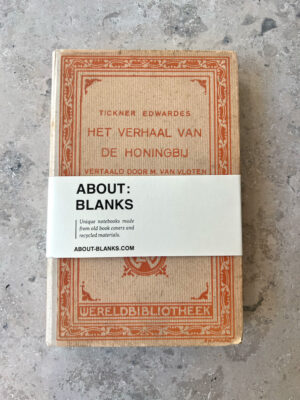 TICKNER EDWARDES
HET VERHAAL VAN
DE HONINGBIJ
VERTAALD DOOR M. VAN VLOTEN
ABOUT:
BLANKS
Unique notebooks made
from old book covers and
recycled materials.
ABOUT-BLANKS.COM
WERELDBIBLIOTHEEK